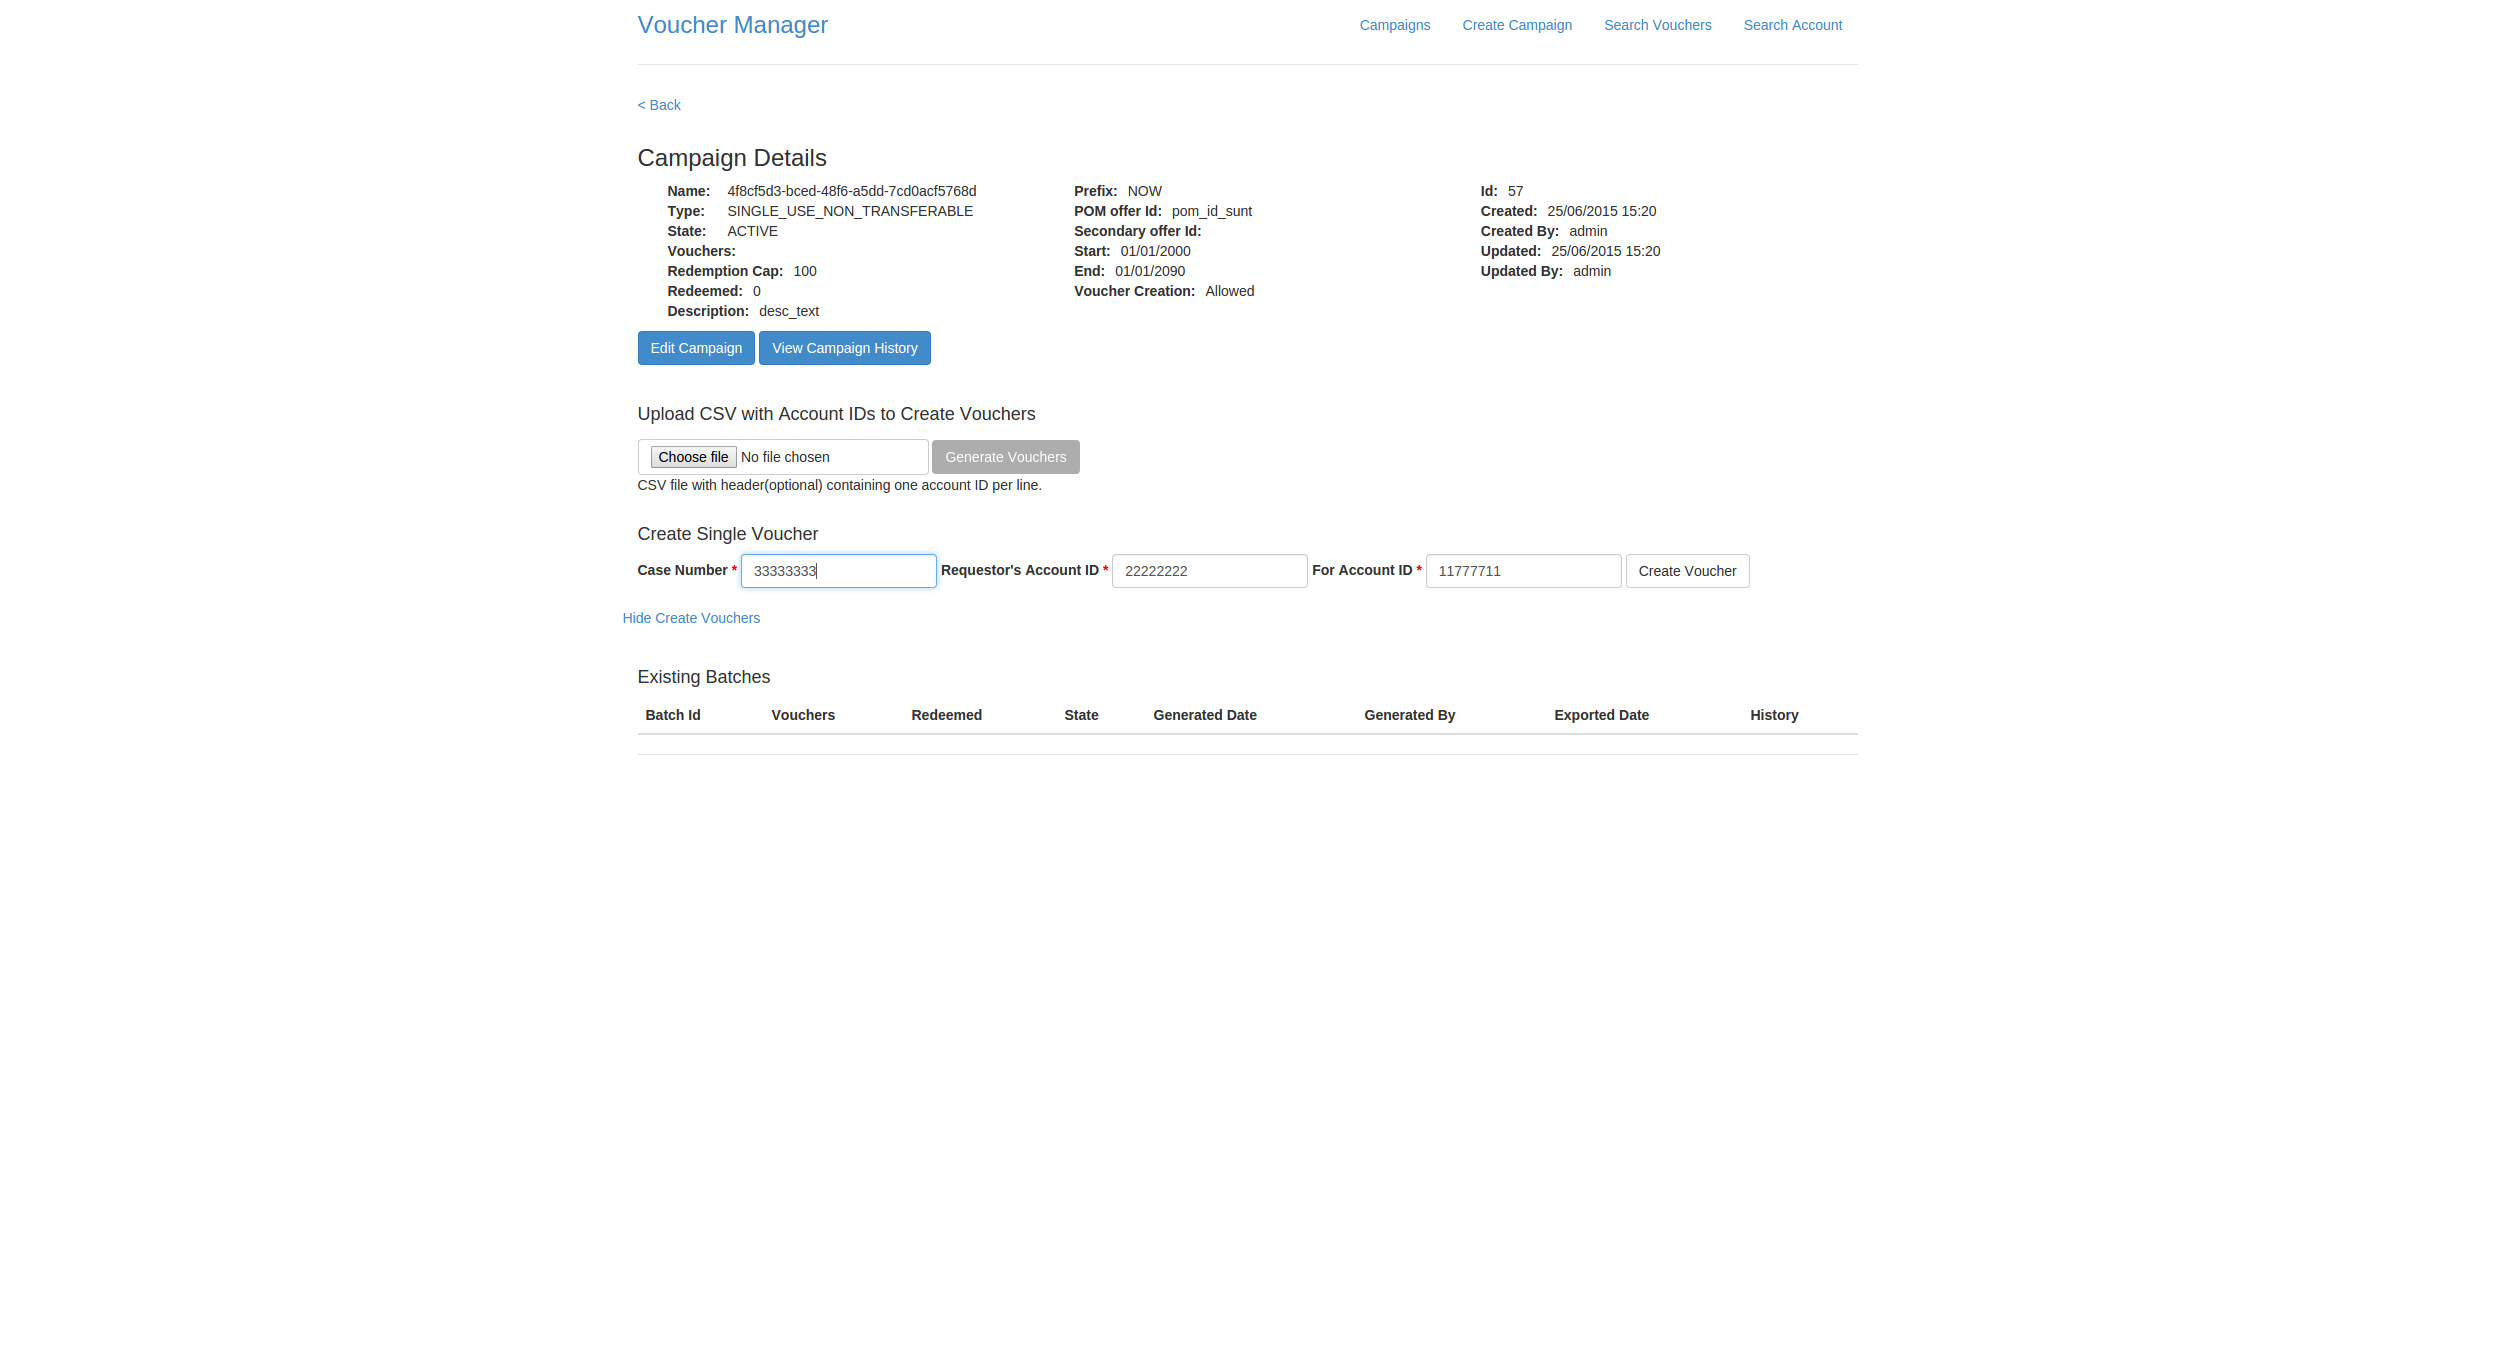 Voucher Manager Campaigns Create Campaign Search Vouchers Search Account
< Back
Campaign Details
Name: 4f8cf5d3-bced-48f6-a5dd-7cd0acf5768d
Type: SINGLE_USE_NON_TRANSFERABLE
State: ACTIVE
Vouchers:
Redemption Cap: 100
Redeemed: 0
Description: desc_text
Prefix: NOW
POM offer Id: pom_id_sunt
Secondary offer Id:
Start: 01/01/2000
End: 01/01/2090
Voucher Creation: Allowed
Id: 57
Created: 25/06/2015 15:20
Created By: admin
Updated: 25/06/2015 15:20
Updated By: admin
Edit Campaign View Campaign History
Upload CSV with Account IDs to Create Vouchers
Choose file No file chosen Generate Vouchers
CSV file with header(optional) containing one account ID per line.
Create Single Voucher
Case Number * 33333333 Requestor's Account ID * 22222222 For Account ID * 11777711 Create Voucher
Hide Create Vouchers
Existing Batches
Batch Id Vouchers Redeemed State Generated Date Generated By Exported Date History